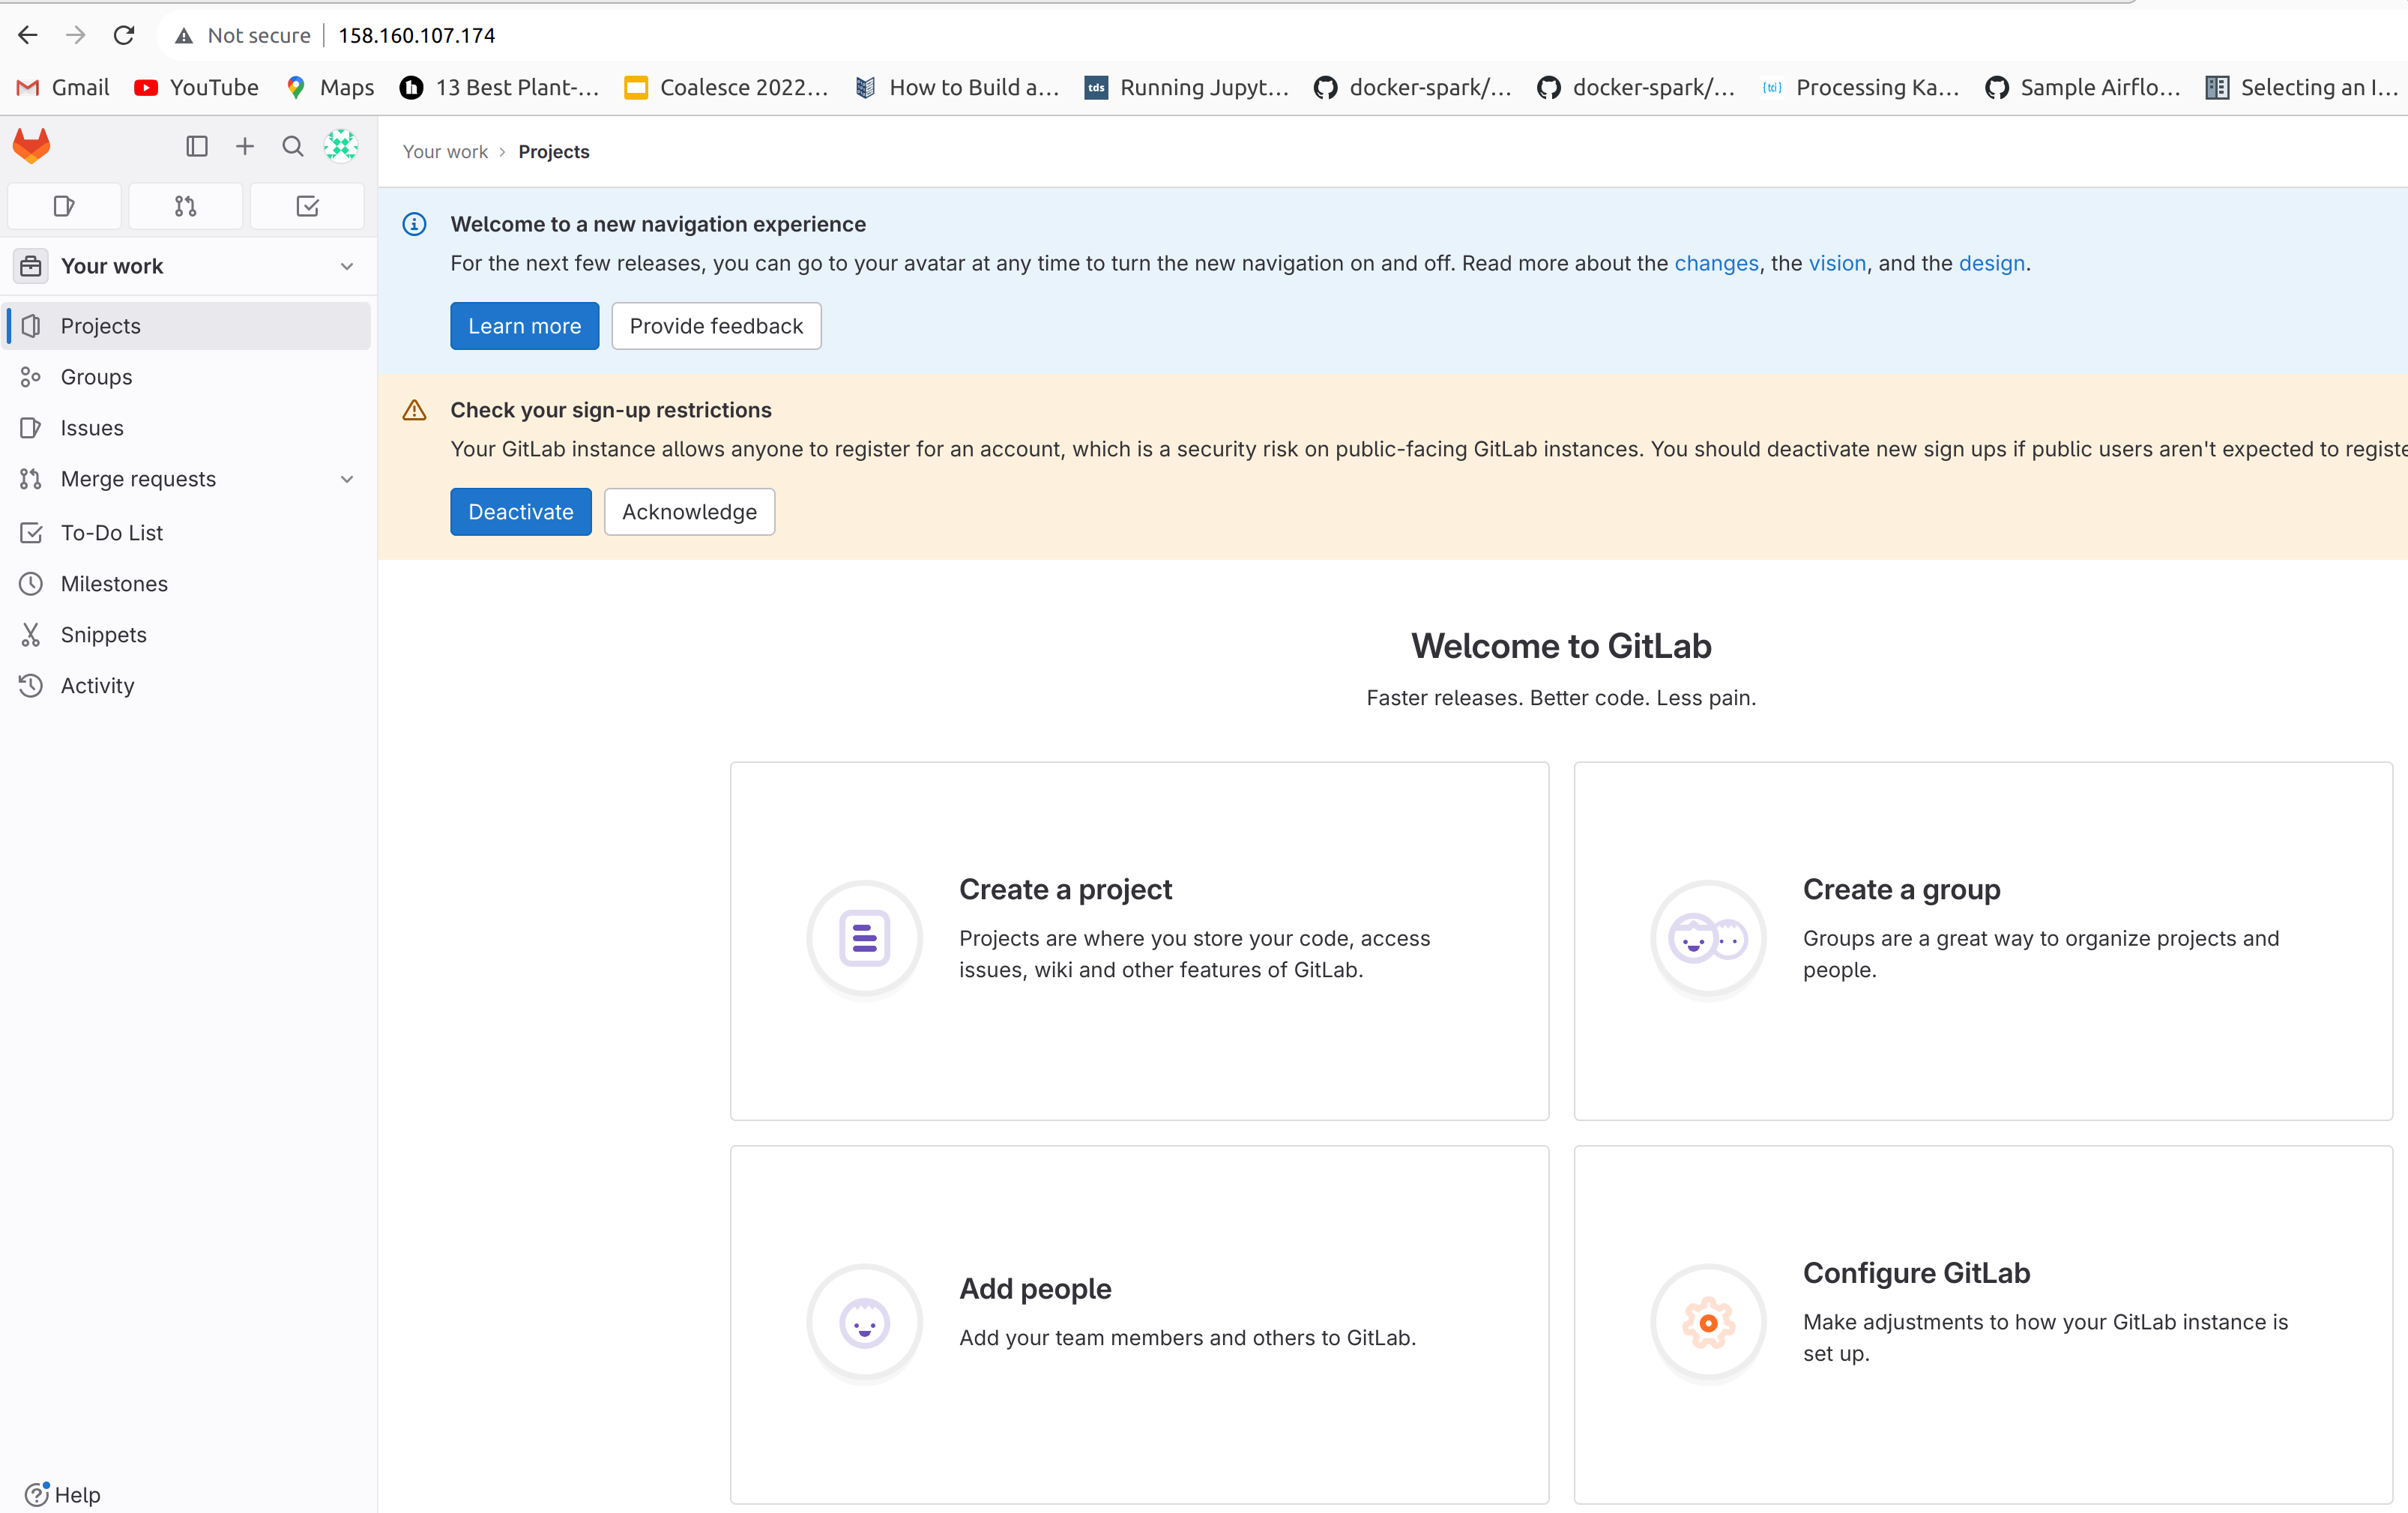 Not secure 158.160.107.174
Gmail YouTube Maps 13 Best Plant-... Coalesce 2022... How to Build a... tds Running Jupyt... docker-spark/... docker-spark/... {tci} Processing Ka... Sample Airflo... Selecting an I...
Your work > Projects
Your work
Projects
Groups
Issues
Merge requests
To-Do List
Milestones
Snippets
Activity
Help
Welcome to a new navigation experience
For the next few releases, you can go to your avatar at any time to turn the new navigation on and off. Read more about the changes, the vision, and the design.
Learn more Provide feedback
Check your sign-up restrictions
Your GitLab instance allows anyone to register for an account, which is a security risk on public-facing GitLab instances. You should deactivate new sign ups if public users aren't expected to registe
Deactivate Acknowledge
Welcome to GitLab
Faster releases. Better code. Less pain.
Create a project
Projects are where you store your code, access
issues, wiki and other features of GitLab.
Create a group
Groups are a great way to organize projects and
people.
Add people
Add your team members and others to GitLab.
Configure GitLab
Make adjustments to how your GitLab instance is
set up.